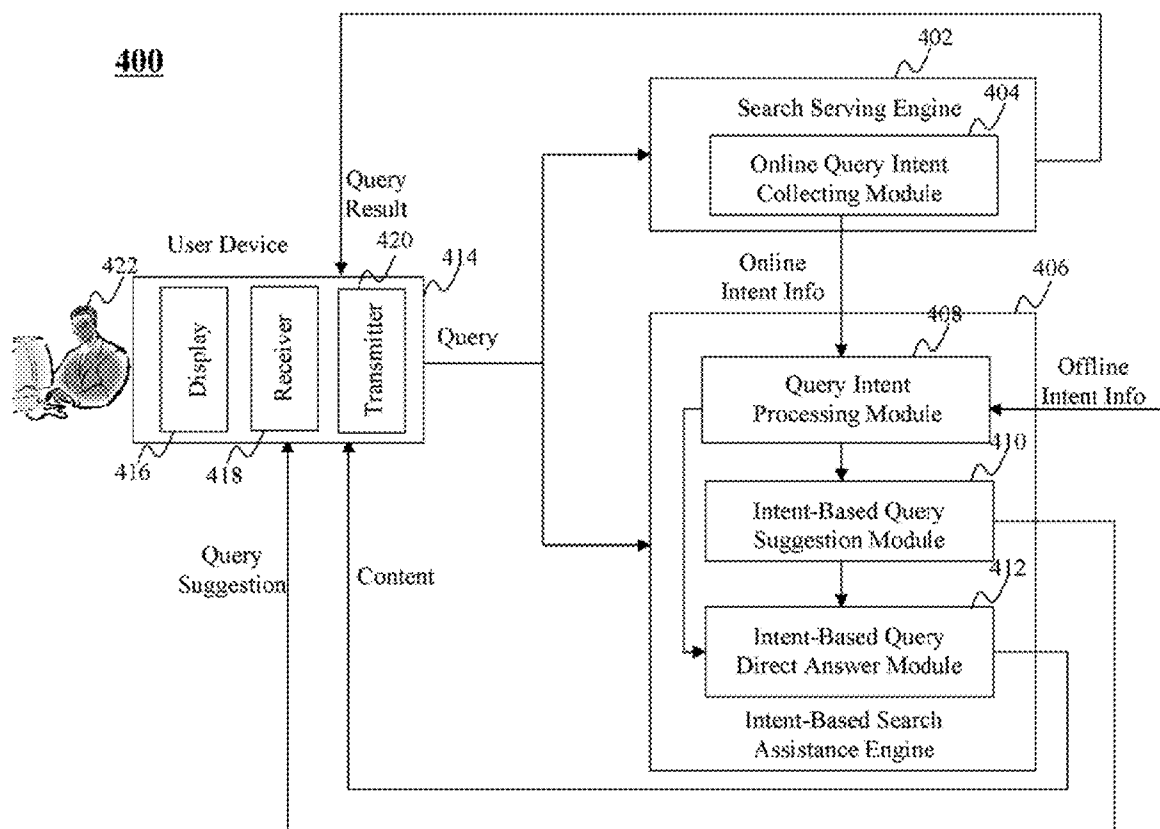 400
402
Search Serving Engine
404
Online Query Intent
Collecting Module
Query
Result
User Device
420
414
422
Display
Receiver
Transmitter
Query
416
418
Online
Intent Info
406
408
Query Intent
Processing Module
Offline
Intent Info
410
Intent-Based Query
Suggestion Module
412
Intent-Based Query
Direct Answer Module
Intent-Based Search
Assistance Engine
Query
Suggestion
Content